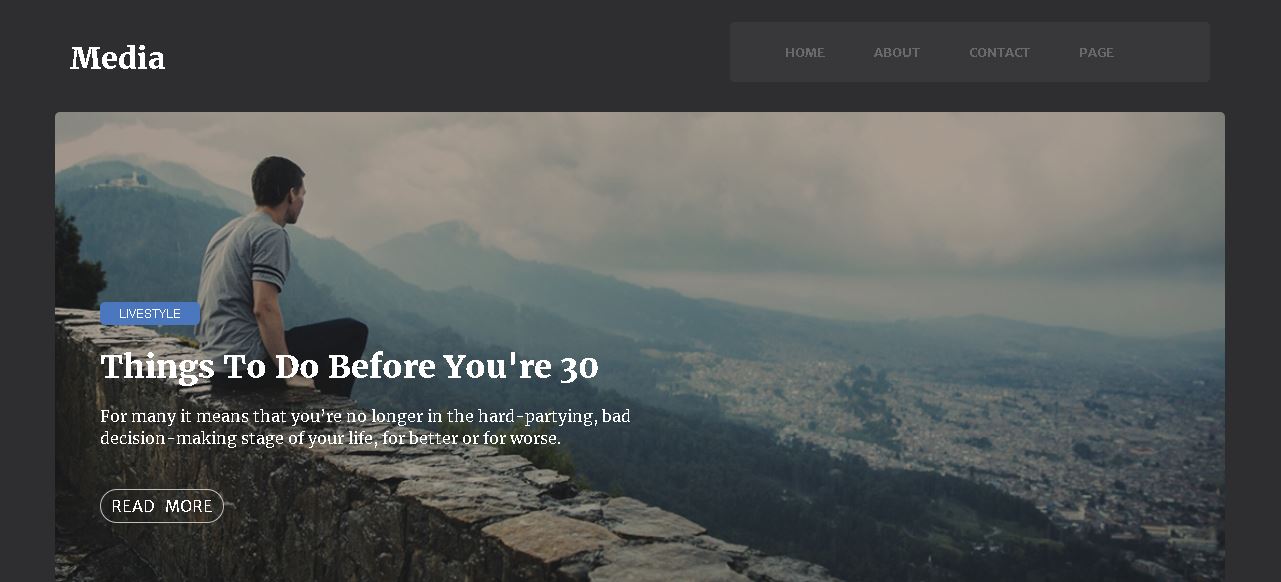 Media
HOME ABOUT CONTACT PAGE
LIVESTYLE
Things To Do Before You're 30
For many it means that you’re no longer in the hard-partying, bad
decision-making stage of your life, for better or for worse.
READ MORE